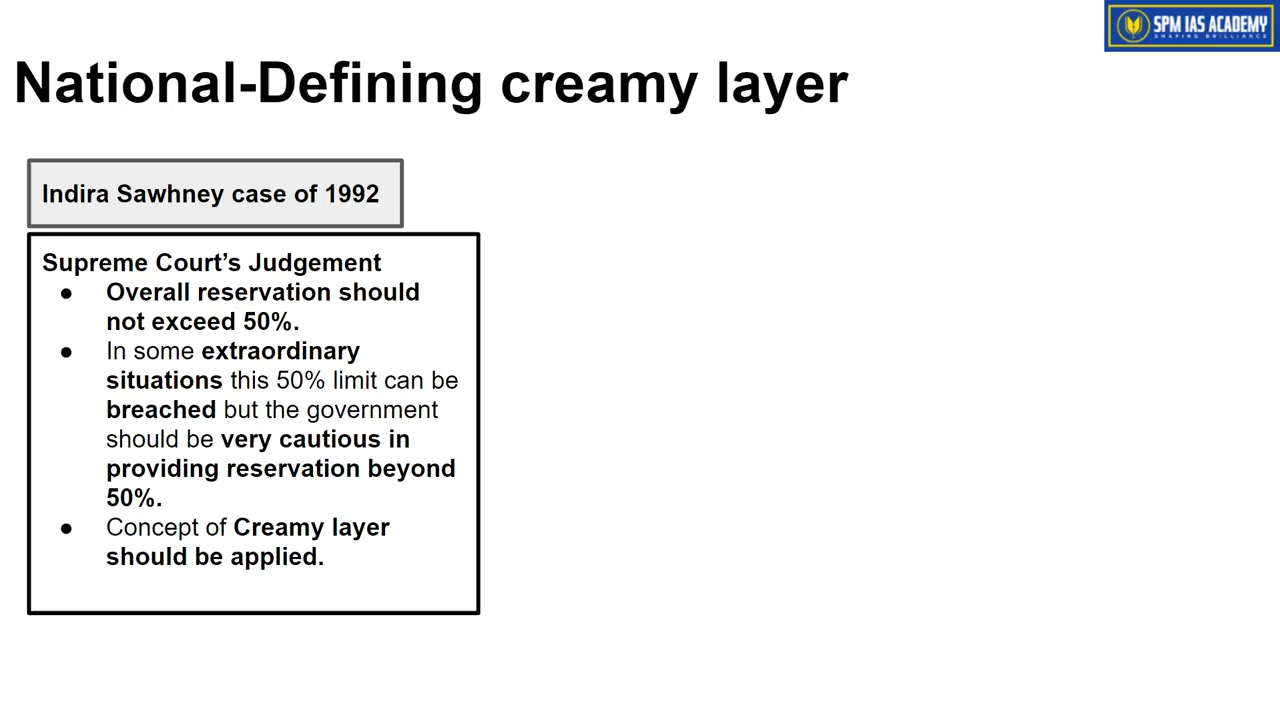 SPM IAS ACADEMY
SHAPING BRILLIANCE
National-Defining creamy layer
Indira Sawhney case of 1992
Supreme Court’s Judgement
● Overall reservation should
not exceed 50%.
● In some extraordinary
situations this 50% limit can be
breached but the government
should be very cautious in
providing reservation beyond
50%.
● Concept of Creamy layer
should be applied.